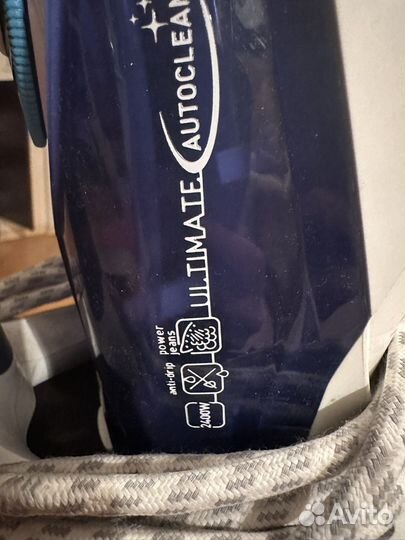 ULTIMATE AUTOCLEAN
2400W
anti-drip
power
jeans
Avito